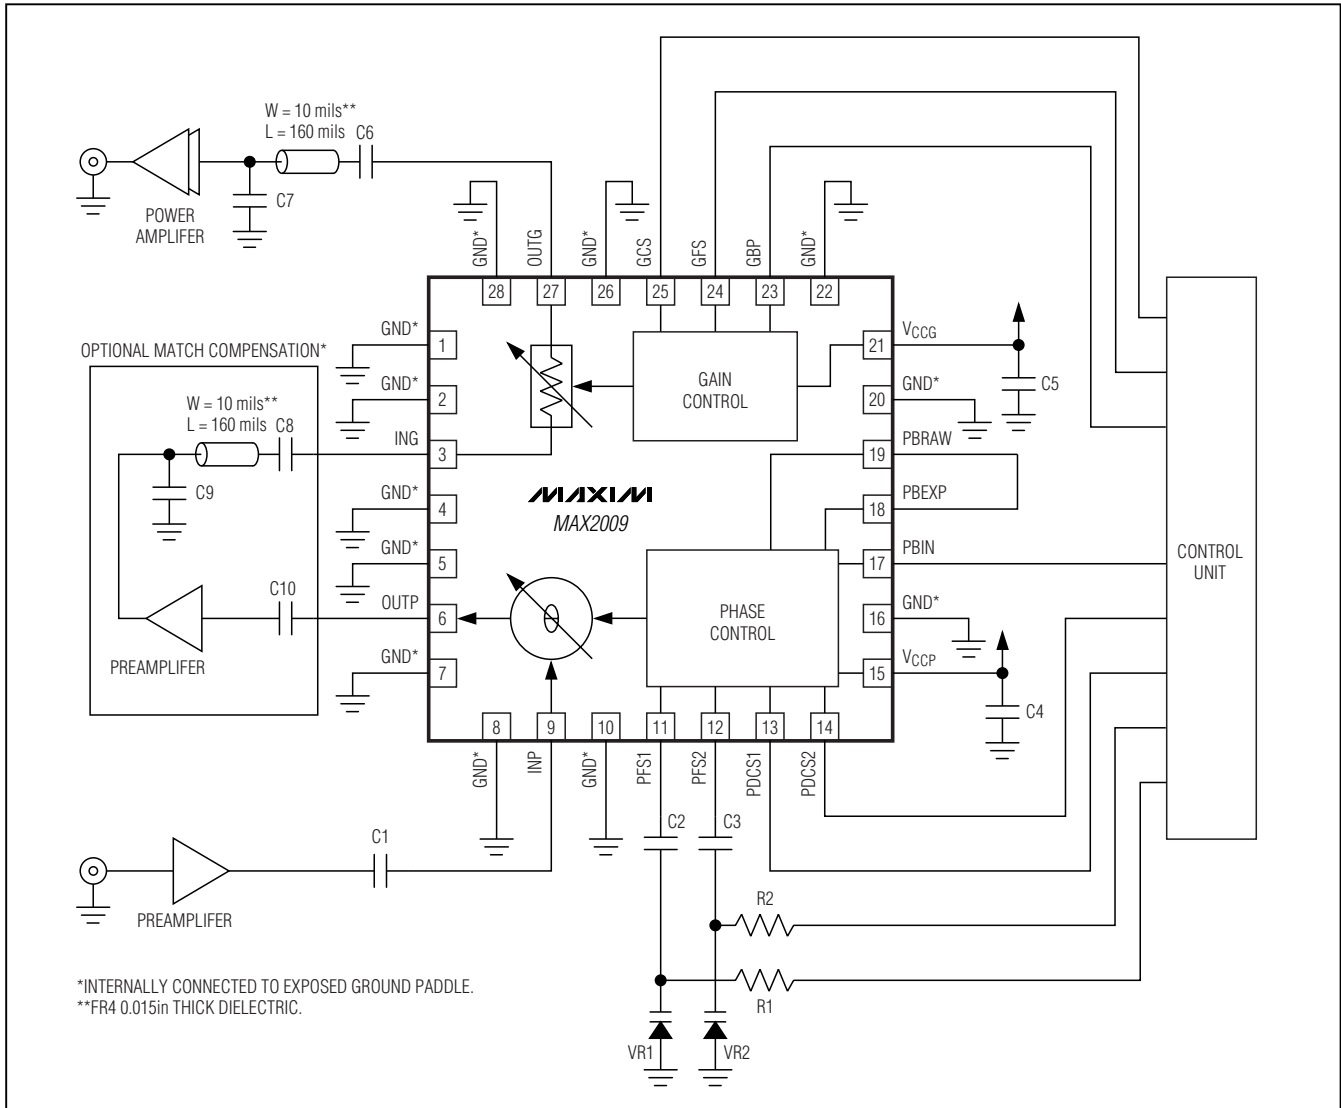 W = 10 mils**
L = 160 mils
C6
C7
POWER
AMPLIFER
GND*
OUTG
GND*
GCS
GFS
GBP
GND*
28
27
26
25
24
23
22
GND*
1
GND*
2
ING
3
GND*
4
GND*
5
OUTP
6
GND*
7
OPTIONAL MATCH COMPENSATION*
W = 10 mils**
L = 160 mils
C8
C9
C10
PREAMPLIFER
GAIN
CONTROL
MAXIM
MAX2009
PHASE
CONTROL
θ
21
VCCG
C5
20
GND*
19
PBRAW
18
PBEXP
17
PBIN
16
GND*
15
VCCP
C4
CONTROL
UNIT
8
9
10
11
12
13
14
GND*
INP
GND*
PFS1
PFS2
PDCS1
PDCS2
C1
C2
C3
PREAMPLIFER
R2
R1
VR1
VR2
*INTERNALLY CONNECTED TO EXPOSED GROUND PADDLE.
**FR4 0.015in THICK DIELECTRIC.